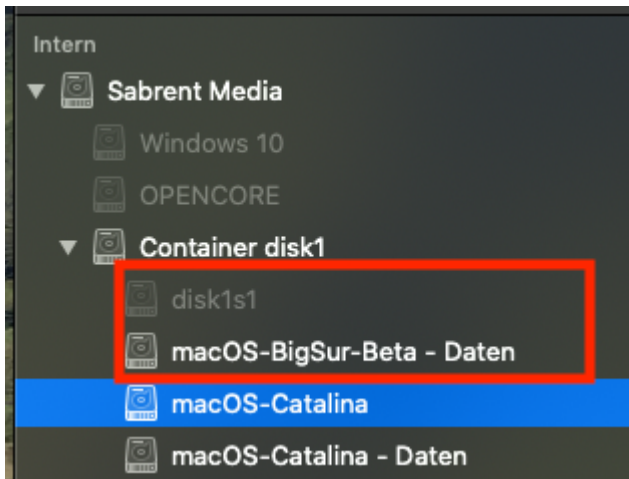 Intern
Sabrent Media
Windows 10
OPENCORE
Container disk1
disk1s1
macOS-BigSur-Beta - Daten
macOS-Catalina
macOS-Catalina - Daten